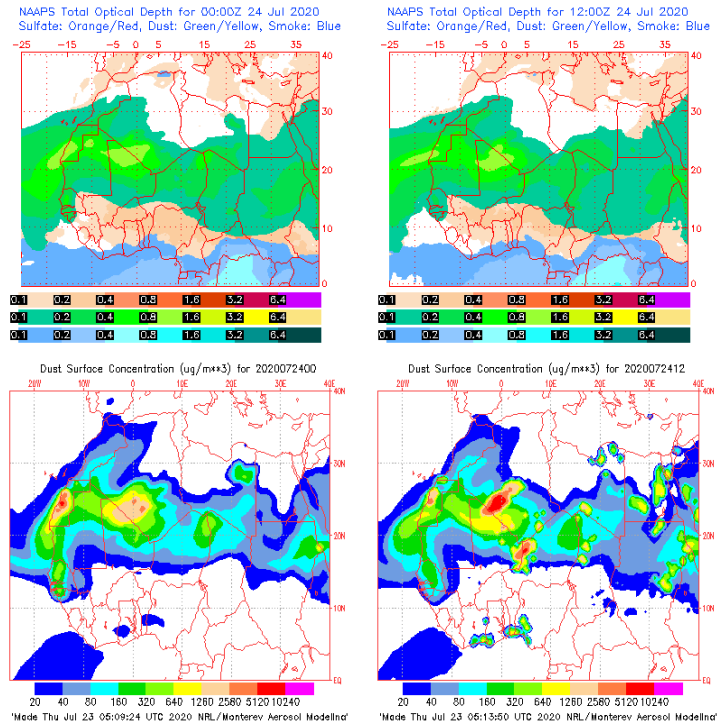 NAAPS Total Optical Depth for 00:00Z 24 Jul 2020
Sulfate: Orange/Red, Dust: Green/Yellow, Smoke: Blue
-25 -15 -5 5 15 25 40
40
30
20
10
0
0.1 0.2 0.4 0.8 1.6 3.2 6.4
0.1 0.2 0.4 0.8 1.6 3.2 6.4
0.1 0.2 0.4 0.8 1.6 3.2 6.4
NAAPS Total Optical Depth for 12:00Z 24 Jul 2020
Sulfate: Orange/Red, Dust: Green/Yellow, Smoke: Blue
-25 -15 -5 5 15 25 40
40
30
20
10
0
0.1 0.2 0.4 0.8 1.6 3.2 6.4
0.1 0.2 0.4 0.8 1.6 3.2 6.4
0.1 0.2 0.4 0.8 1.6 3.2 6.4
Dust Surface Concentration (ug/m**3) for 2020072400
20W 10W 0 10E 20E 30E 40E
40N
30N
20N
10N
EQ
20 40 80 160 320 640 1280 2560 5120 10240
'Made Thu Jul 23 05:09:24 UTC 2020 NRL/Monterey Aerosol Modeling'
Dust Surface Concentration (ug/m**3) for 2020072412
20W 10W 0 10E 20E 30E 40E
40N
30N
20N
10N
EQ
20 40 80 160 320 640 1280 2560 5120 10240
'Made Thu Jul 23 05:13:50 UTC 2020 NRL/Monterey Aerosol Modeling'